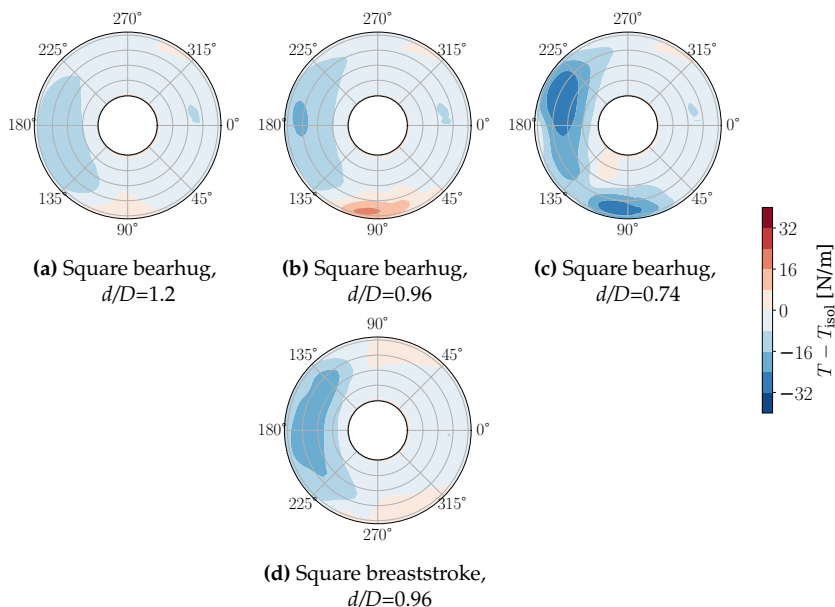 270° 270° 270°
225° 315° 225° 315° 225° 315°
180° 0° 180° 0° 180° 0°
135° 45° 135° 45° 135° 45°
90° 90° 90°
(a) Square bearhug, (b) Square bearhug, (c) Square bearhug,
d/D=1.2 d/D=0.96 d/D=0.74
32
16
0
−16
−32
T − T_isol [N/m]
90°
135° 45°
180° 0°
225° 315°
270°
(d) Square breaststroke,
d/D=0.96